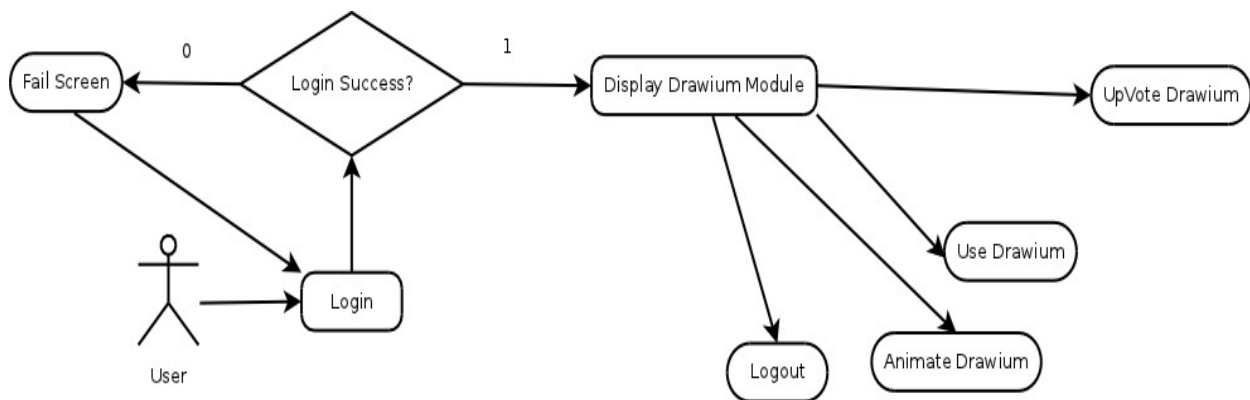 0
1
Fail Screen
Login Success?
Display Drawium Module
UpVote Drawium
Use Drawium
Login
Animate Drawium
Logout
User